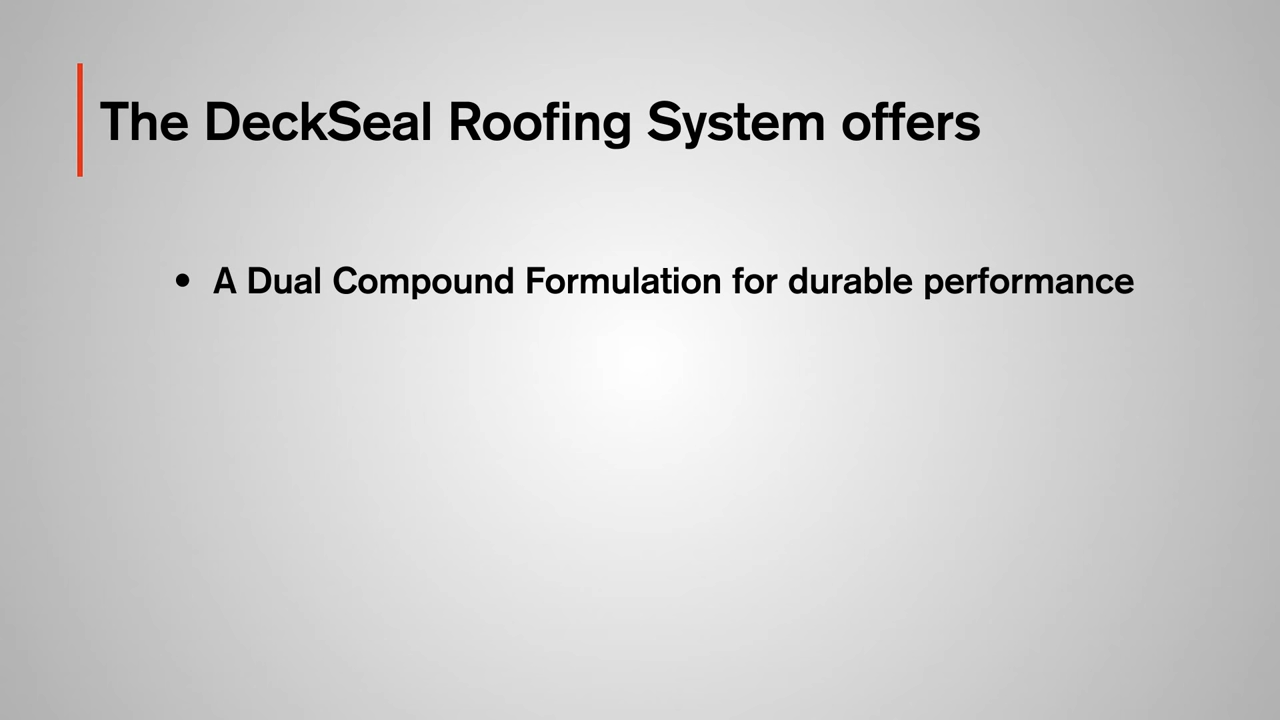 The DeckSeal Roofing System offers
• A Dual Compound Formulation for durable performance